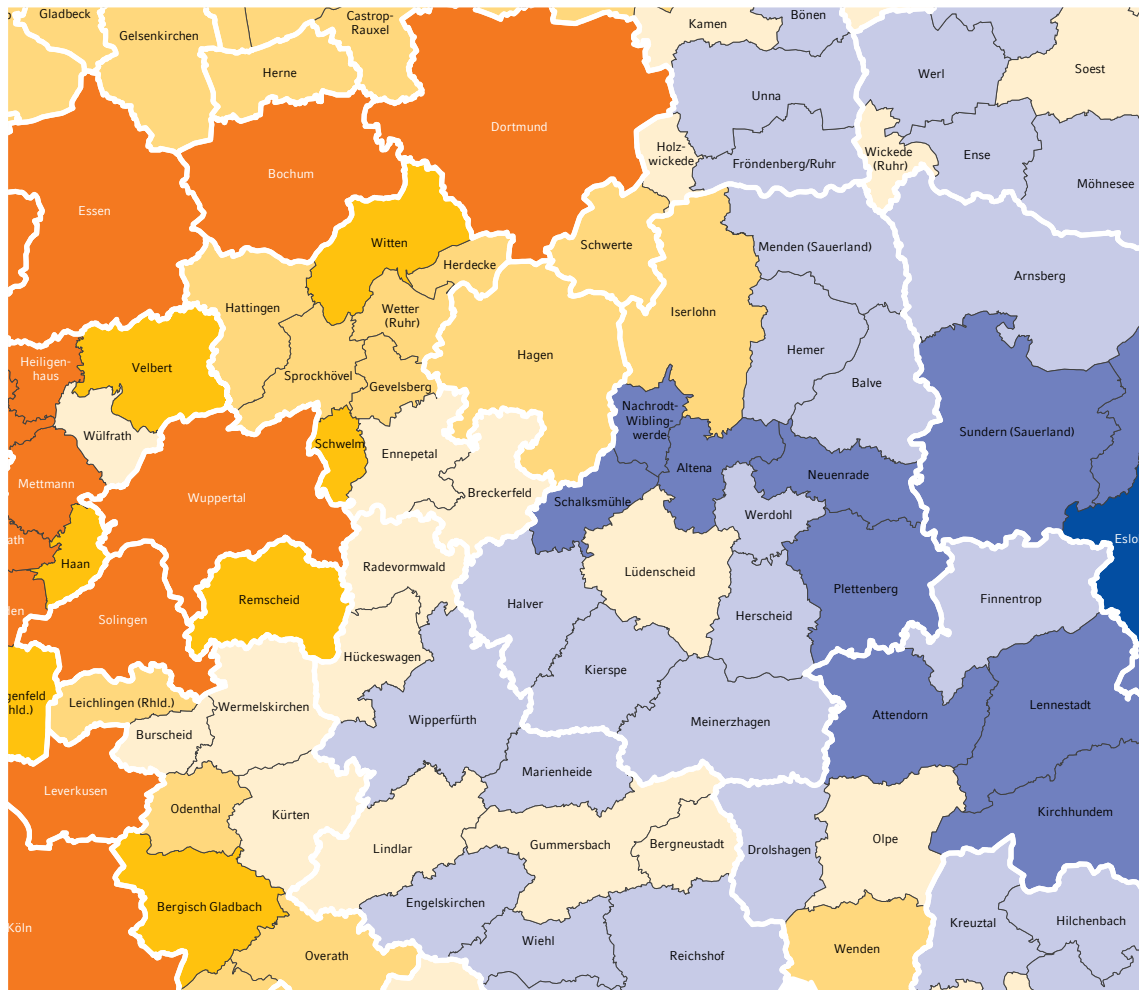 Gladbeck
Gelsenkirchen
Castrop-
Rauxel
Kamen
Bönen
Herne
Werl
Soest
Unna
Dortmund
Holz-
wickede
Fröndenberg/Ruhr
Wickede
(Ruhr)
Ense
Bochum
Möhnesee
Essen
Witten
Schwerte
Menden (Sauerland)
Herdecke
Arnsberg
Hattingen
Wetter
(Ruhr)
Iserlohn
Hagen
Hemer
Heiligen-
haus
Velbert
Sprockhövel
Gevelsberg
Balve
Nachrodt-
Wibling-
werde
Wülfrath
Schwelm
Ennepetal
Sundern (Sauerland)
Altena
Neuenrade
Mettmann
Wuppertal
Breckerfeld
Schalksmühle
Werdohl
ath
Eslo
Haan
Radevormwald
Lüdenscheid
Plettenberg
Remscheid
Halver
Finnentrop
den
Solingen
Herscheid
Hückeswagen
Kierspe
genfeld
hld.)
Leichlingen (Rhld.)
Wermelskirchen
Wipperfürth
Meinerzhagen
Attendorn
Lennestadt
Burscheid
Marienheide
Leverkusen
Odenthal
Kürten
Kirchhundem
Lindlar
Gummersbach
Bergneustadt
Drolshagen
Olpe
Bergisch Gladbach
Engelskirchen
Köln
Kreuztal
Hilchenbach
Wiehl
Overath
Reichshof
Wenden